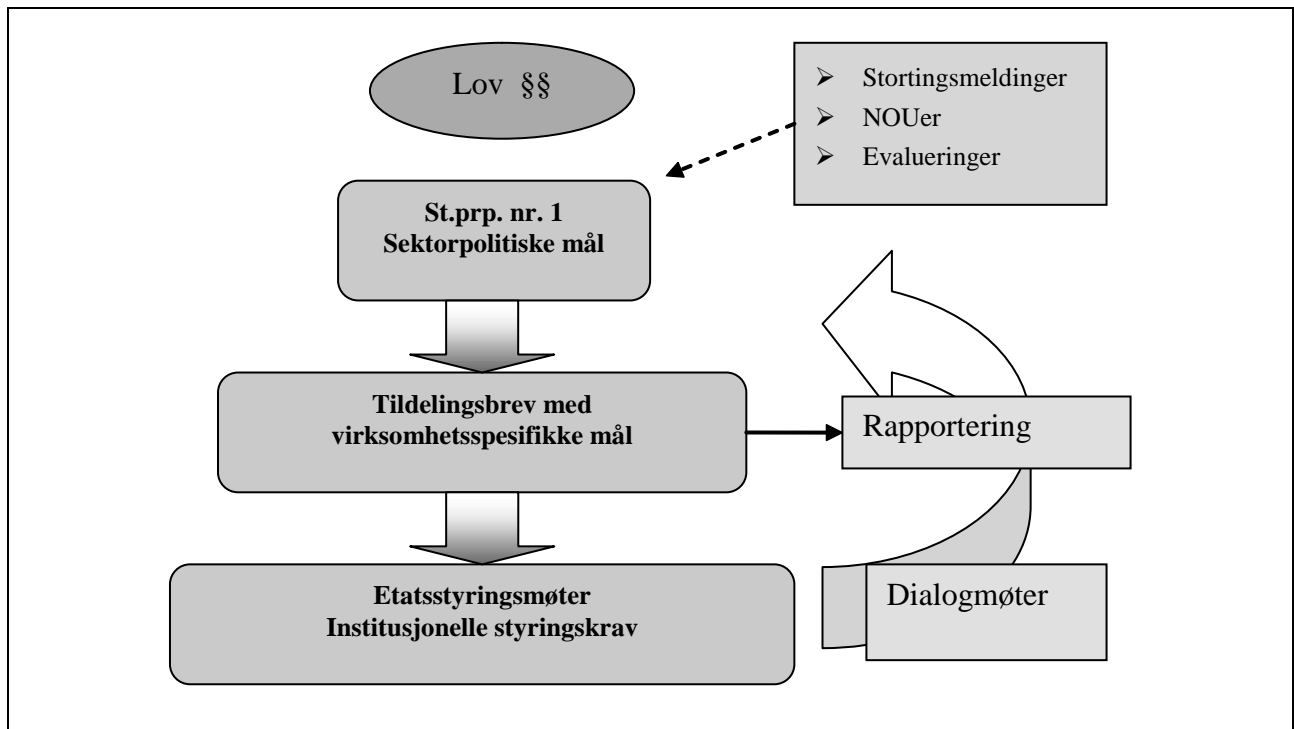 Lov §§
➢ Stortingsmeldinger
➢ NOUer
➢ Evalueringer
St.prp. nr. 1
Sektorpolitiske mål
Tildelingsbrev med
virksomhetsspesifikke mål
Rapportering
Etatsstyringsmøter
Institusjonelle styringskrav
Dialogmøter